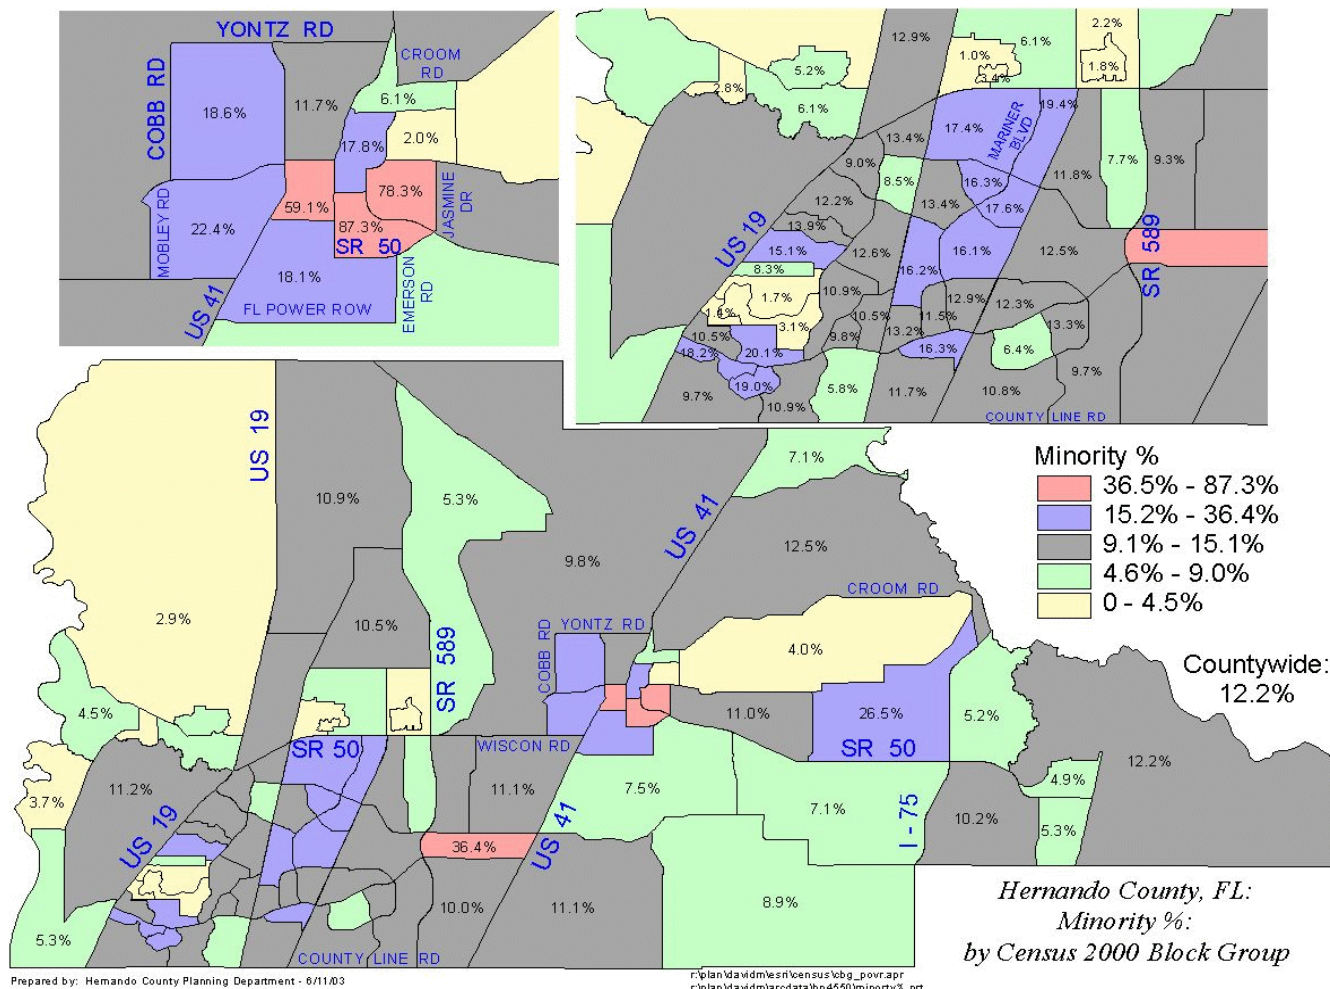 YONTZ RD
COBB RD
CROOM
RD
18.6%
11.7%
6.1%
17.8%
2.0%
MOBLEY RD
22.4%
59.1%
78.3%
87.3%
SR 50
JASMINE
DR
18.1%
FL POWER ROW
EMERSON
RD
US 41
12.9%
2.2%
6.1%
1.0%
3.4%
1.8%
5.2%
2.8%
6.1%
19.4%
17.4%
MARINER
BLVD
13.4%
9.0%
8.5%
16.3%
11.8%
7.7%
9.3%
12.2%
13.4%
17.6%
13.9%
US 19
15.1%
12.6%
16.1%
12.5%
SR 589
8.3%
16.2%
1.7%
10.9%
12.9%
12.3%
10.5%
11.5%
13.3%
3.1%
10.5%
9.8%
13.2%
18.2%
20.1%
16.3%
6.4%
9.7%
19.0%
5.8%
11.7%
10.8%
9.7%
10.9%
COUNTY LINE RD
Minority %
36.5% - 87.3%
15.2% - 36.4%
9.1% - 15.1%
4.6% - 9.0%
0 - 4.5%
Countywide:
12.2%
US 19
10.9%
5.3%
7.1%
US 41
12.5%
9.8%
CROOM RD
2.9%
10.5%
SR 589
COBB RD
YONTZ RD
4.0%
4.5%
11.0%
26.5%
5.2%
SR 50
WISCON RD
SR 50
12.2%
3.7%
11.2%
11.1%
7.5%
7.1%
I - 75
10.2%
4.9%
5.3%
US 19
36.4%
US 41
10.0%
11.1%
8.9%
5.3%
COUNTY LINE RD
Hernando County, FL:
Minority %:
by Census 2000 Block Group
Prepared by: Hernando County Planning Department - 6/11/03
r:\plan\davidm\esri\census\cbg_povr.apr